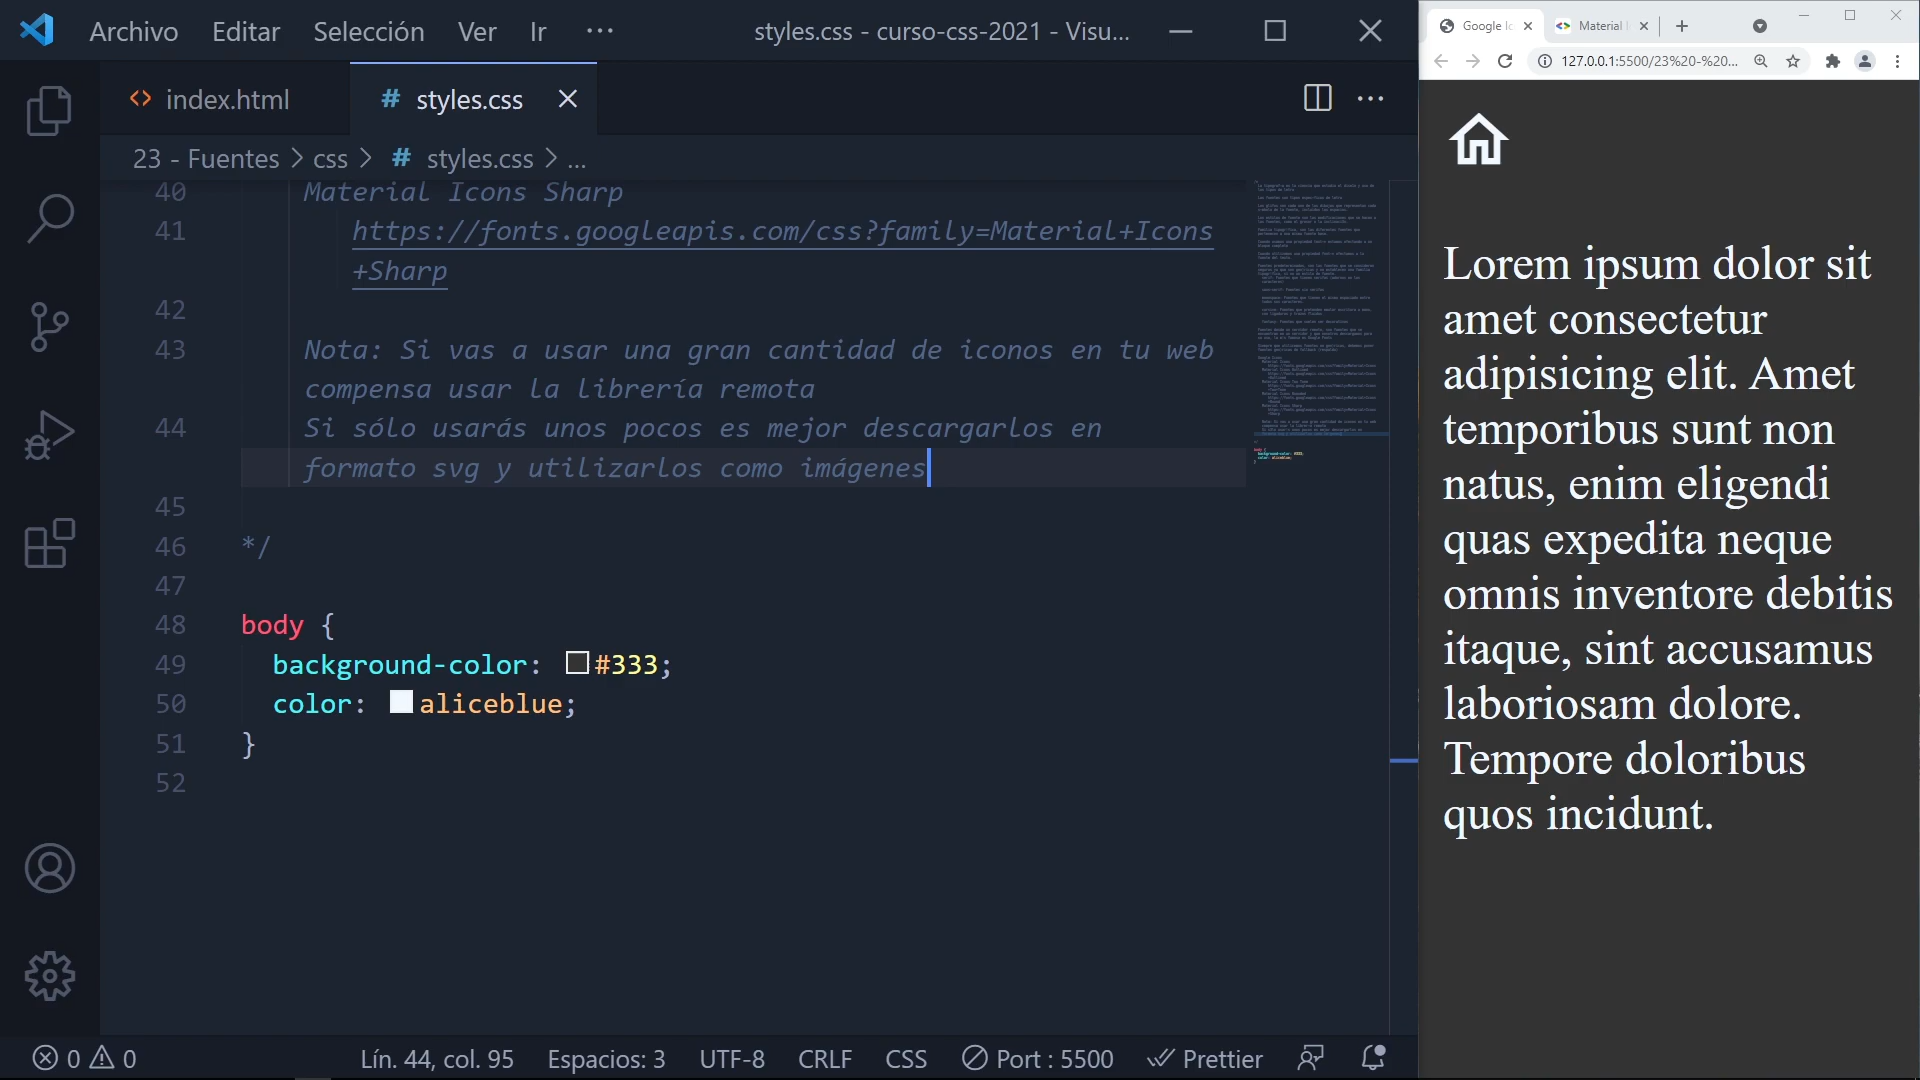 Archivo Editar Selección Ver Ir ··· styles.css - curso-css-2021 - Visu...
index.html # styles.css
23 - Fuentes > css > # styles.css > ...
40 Material Icons Sharp
41 https://fonts.googleapis.com/css?family=Material+Icons
+Sharp
42
43 Nota: Si vas a usar una gran cantidad de iconos en tu web
compensa usar la librería remota
44 Si sólo usarás unos pocos es mejor descargarlos en
formato svg y utilizarlos como imágenes
45
46 */
47
48 body {
49 background-color: #333;
50 color: aliceblue;
51 }
52
0 0 Lín. 44, col. 95 Espacios: 3 UTF-8 CRLF CSS Port : 5500 Prettier
Google Ic Material
127.0.0.1:5500/23%20-%20...
Lorem ipsum dolor sit
amet consectetur
adipisicing elit. Amet
temporibus sunt non
natus, enim eligendi
quas expedita neque
omnis inventore debitis
itaque, sint accusamus
laboriosam dolore.
Tempore doloribus
quos incidunt.